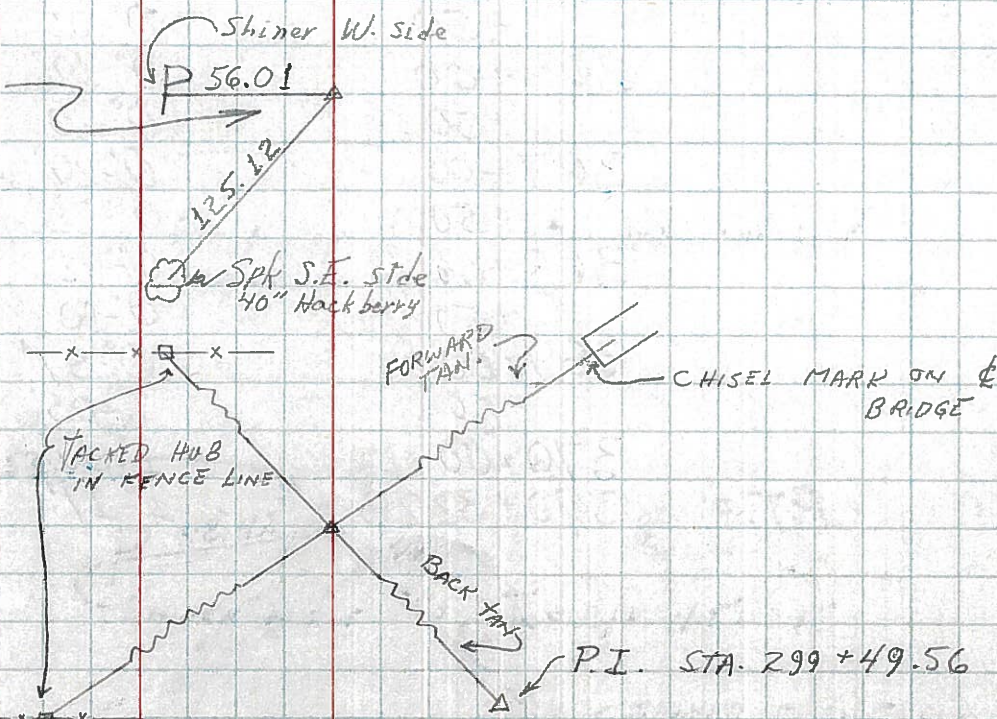 Shiner W. side
P 56.01
125.12
Spk S.E. side
40" Hackberry
FORWARD
TAN.
CHISEL MARK ON ℄
BRIDGE
TACKED HUB
IN FENCE LINE
BACK TAN
P.I. STA. 299+49.56